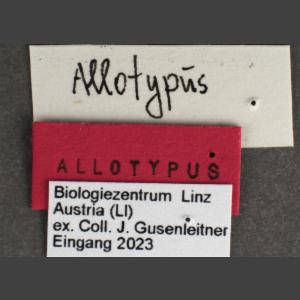 Allotypus
ALLOTYPUS
Biologiezentrum Linz
Austria (LI)
ex. Coll. J. Gusenleitner
Eingang 2023